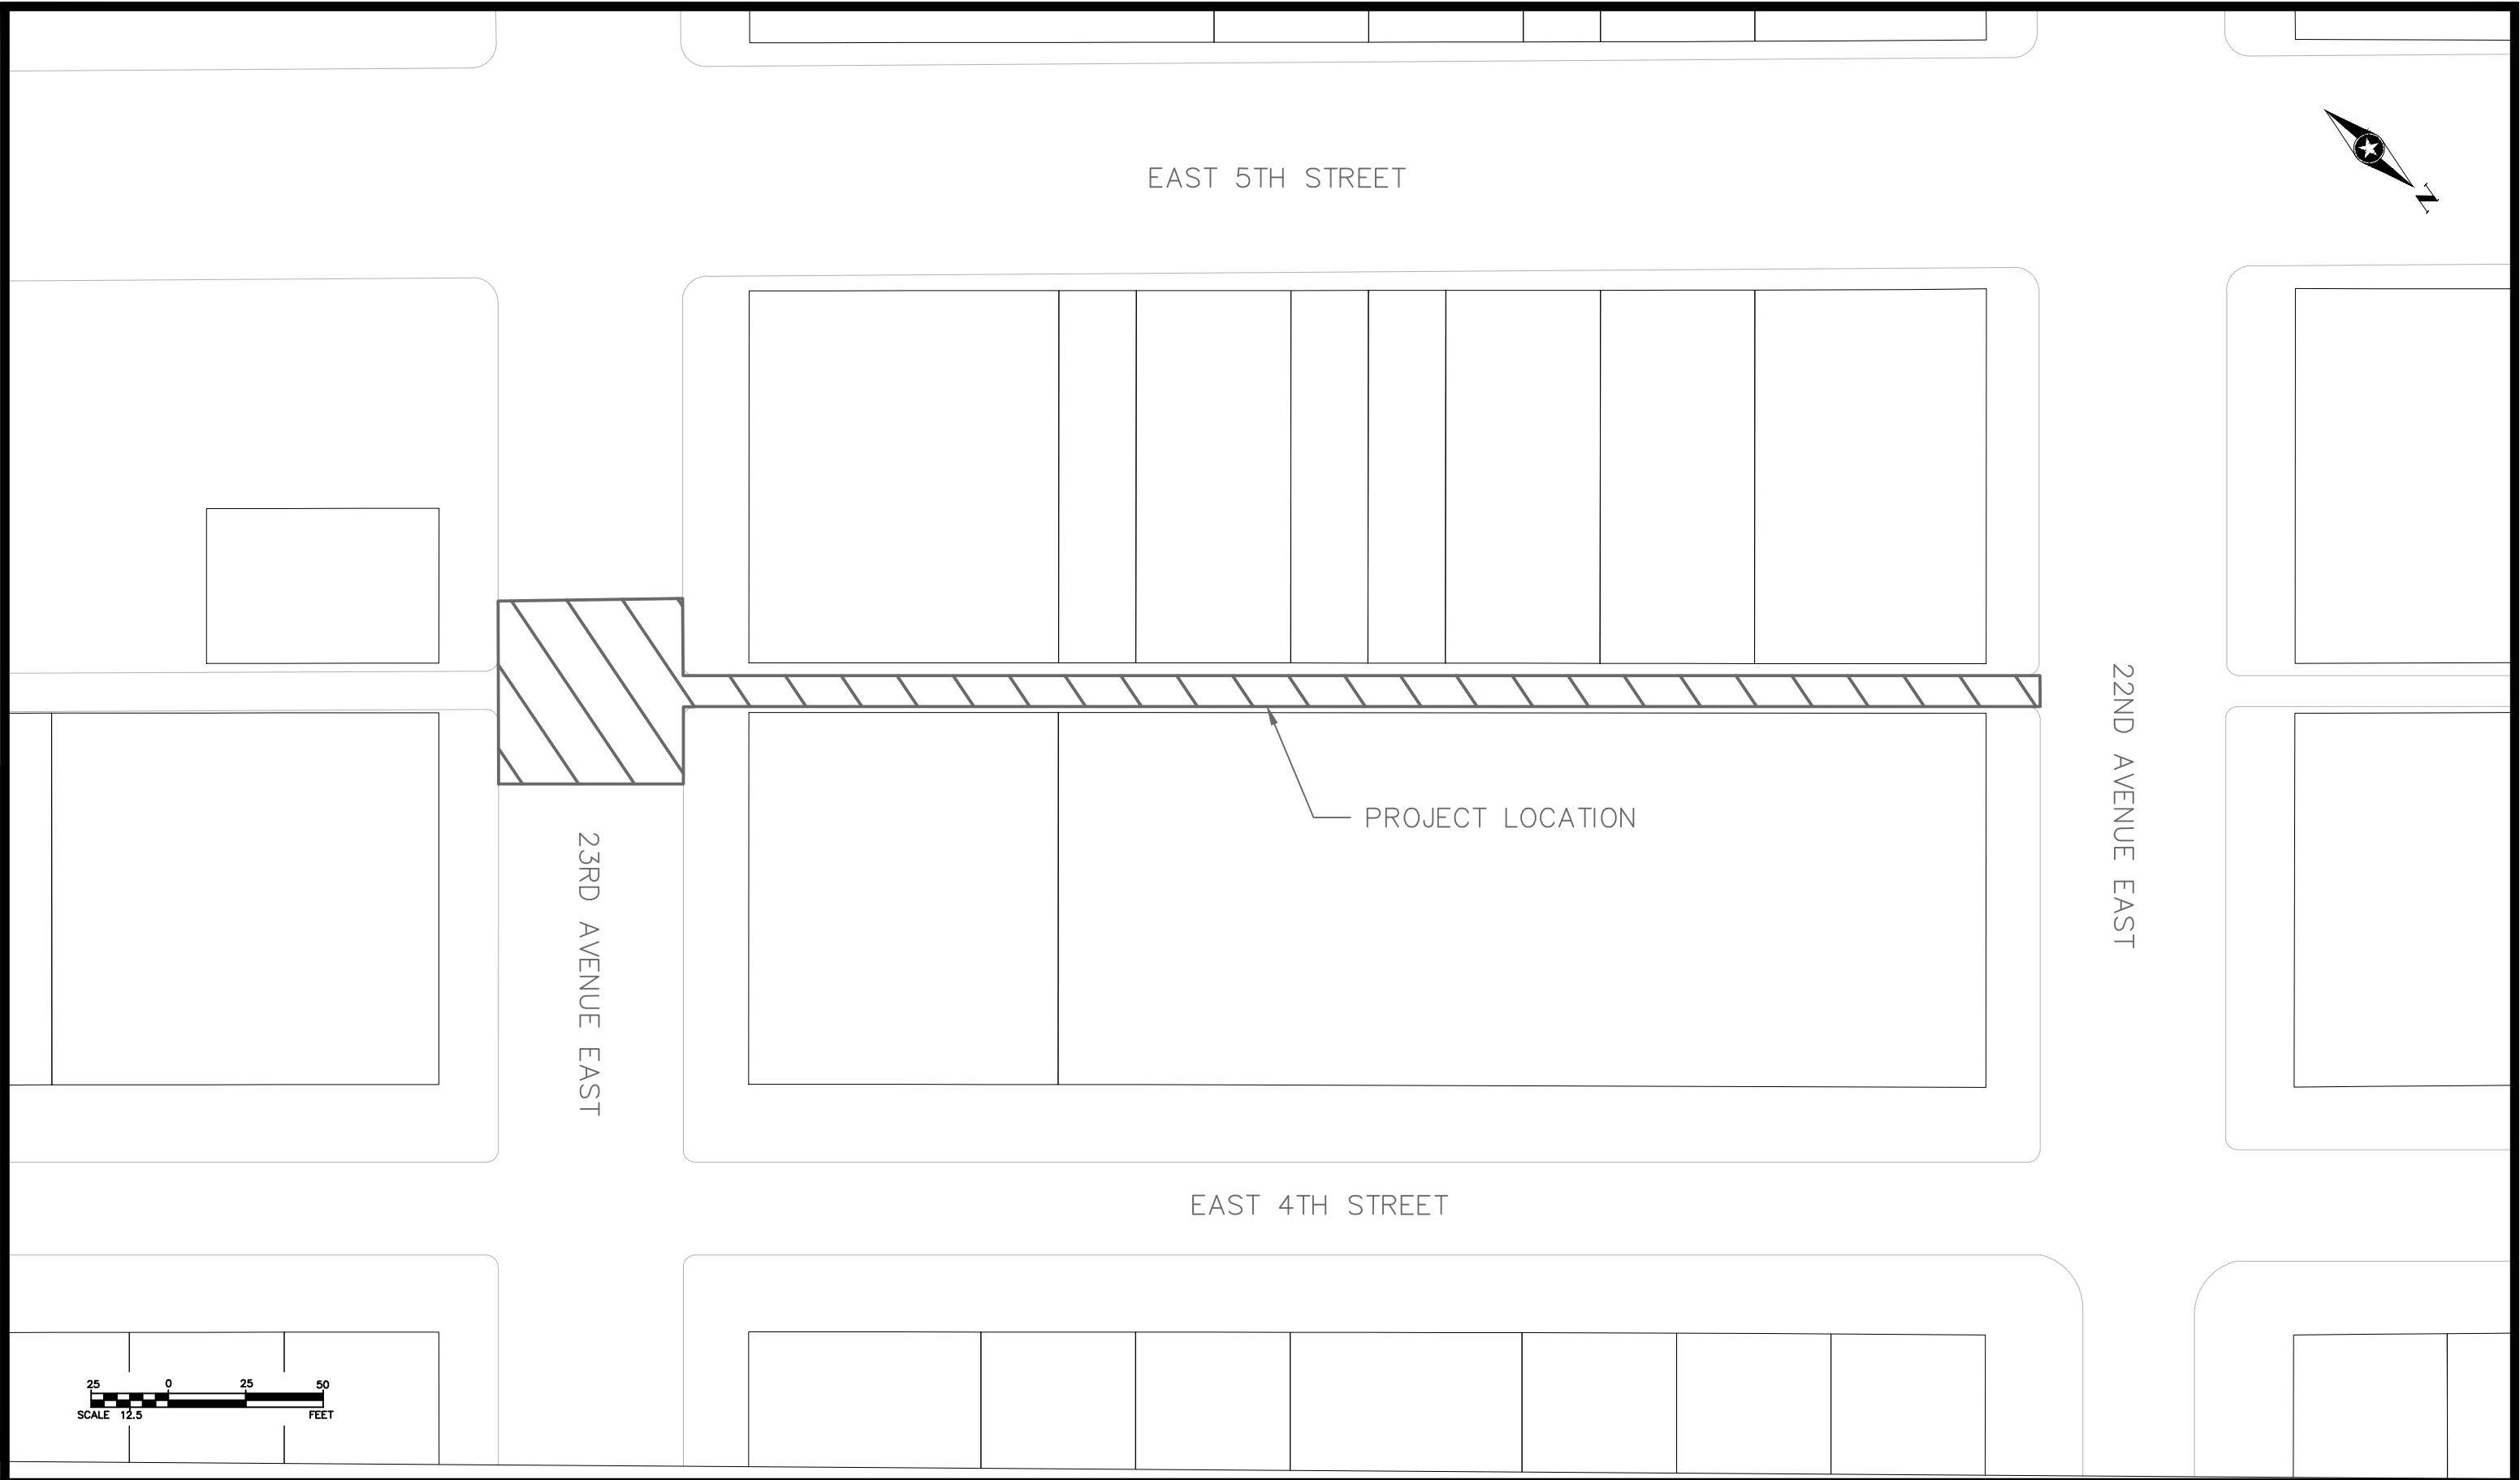 EAST 5TH STREET
N
22ND AVENUE EAST
PROJECT LOCATION
23RD AVENUE EAST
EAST 4TH STREET
25 0 25 50
SCALE 12.5 FEET